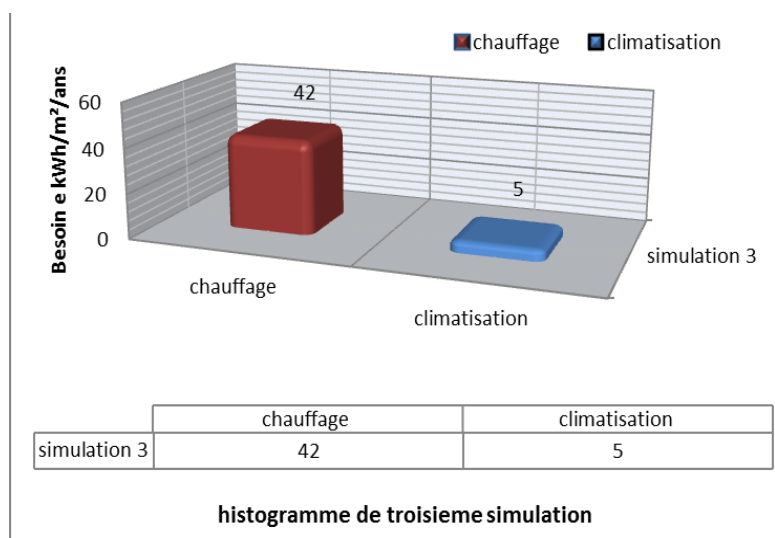 chauffage climatisation
Besoin e kWh/m²/ans
60
40
20
0
42
5
chauffage
climatisation
simulation 3
chauffage climatisation
simulation 3 42 5
histogramme de troisieme simulation